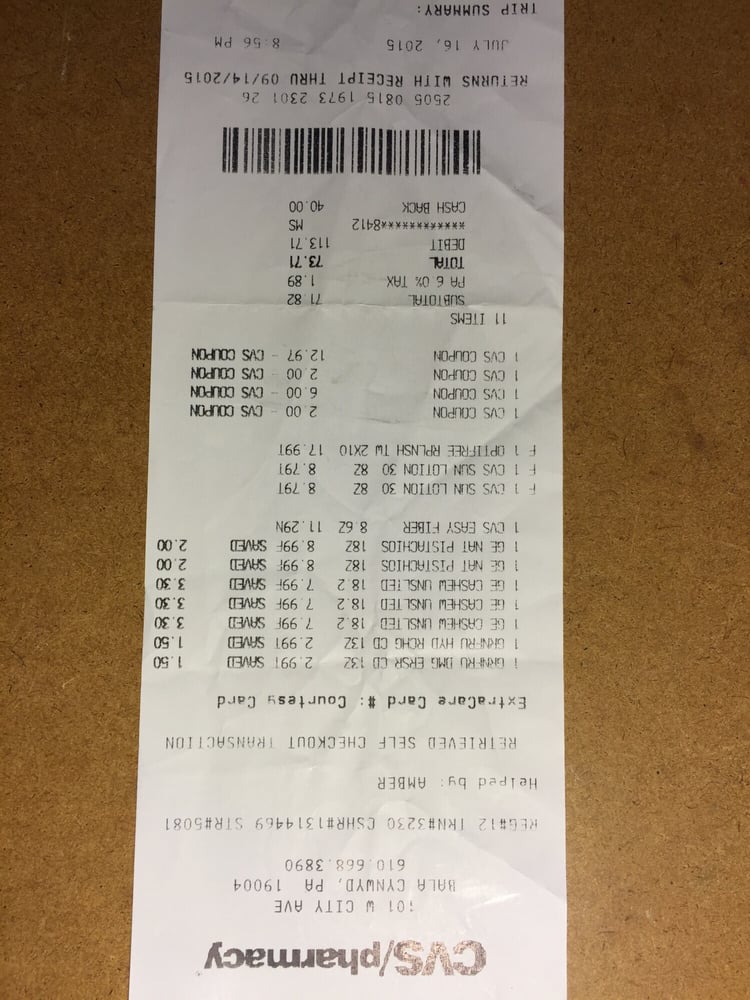 CVS/pharmacy
101 W CITY AVE
BALA CYNWYD, PA 19004
610.668.3890
REG#12 TRN#3230 CSHR#1314469 STR#5081
Helped by: AMBER
RETRIEVED SELF CHECKOUT TRANSACTION
ExtraCare Card #: Courtesy Card
1 GRNFRU DMG ERSR CD 13Z 2.99T SAVED 1.50
1 GRNFRU HYD RCHG CD 13Z 2.99T SAVED 1.50
1 GE CASHEW UNSLTED 18.2 7.99F SAVED 3.30
1 GE CASHEW UNSLTED 18.2 7.99F SAVED 3.30
1 GE CASHEW UNSLTED 18.2 7.99F SAVED 3.30
1 GE NAT PISTACHIOS 18Z 8.99F SAVED 2.00
1 GE NAT PISTACHIOS 18Z 8.99F SAVED 2.00
1 CVS EASY FIBER 8.6Z 11.29N
F 1 CVS SUN LOTION 30 8Z 8.79T
F 1 CVS SUN LOTION 30 8Z 8.79T
F 1 OPTIFREE RPLNSH TW 2X10 17.99T
1 CVS COUPON 2.00 - CVS COUPON
1 CVS COUPON 6.00 - CVS COUPON
1 CVS COUPON 2.00 - CVS COUPON
1 CVS COUPON 12.97 - CVS COUPON
11 ITEMS
SUBTOTAL 71.82
PA 6.0% TAX 1.89
TOTAL 73.71
DEBIT 113.71
************8412 MS
CASH BACK 40.00
2505 0815 1973 2301 26
RETURNS WITH RECEIPT THRU 09/14/2015
JULY 16, 2015 8:56 PM
TRIP SUMMARY: